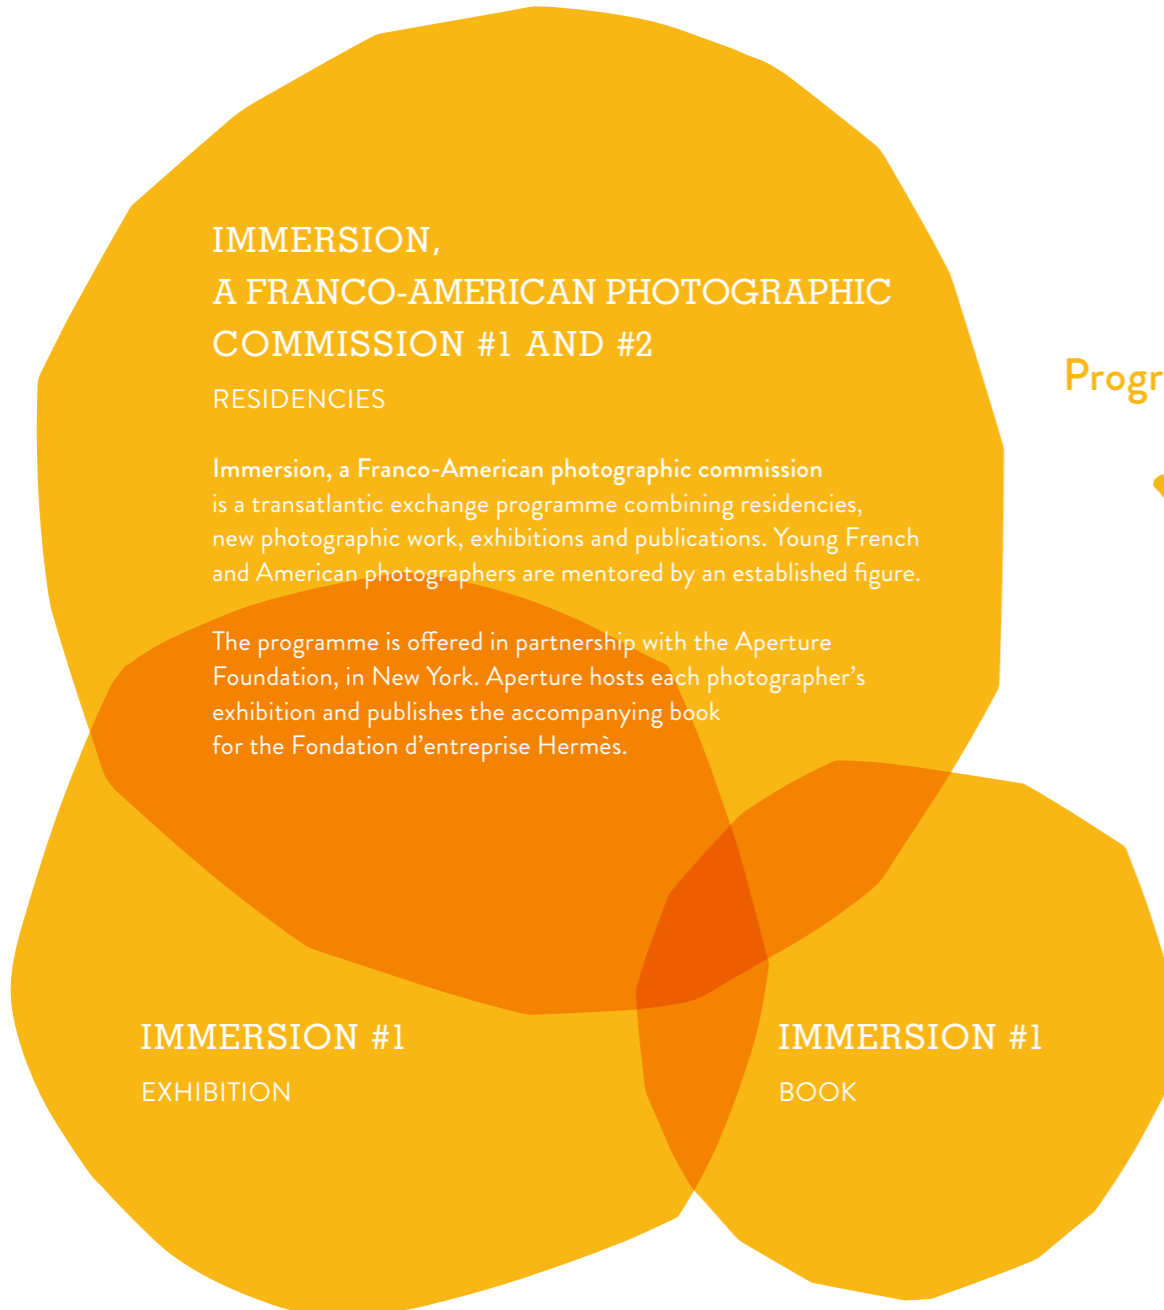 IMMERSION,
A FRANCO-AMERICAN PHOTOGRAPHIC
COMMISSION #1 AND #2
RESIDENCIES
Immersion, a Franco-American photographic commission
is a transatlantic exchange programme combining residencies,
new photographic work, exhibitions and publications. Young French
and American photographers are mentored by an established figure.
The programme is offered in partnership with the Aperture
Foundation, in New York. Aperture hosts each photographer's
exhibition and publishes the accompanying book
for the Fondation d'entreprise Hermès.
Progr
IMMERSION #1
EXHIBITION
IMMERSION #1
BOOK